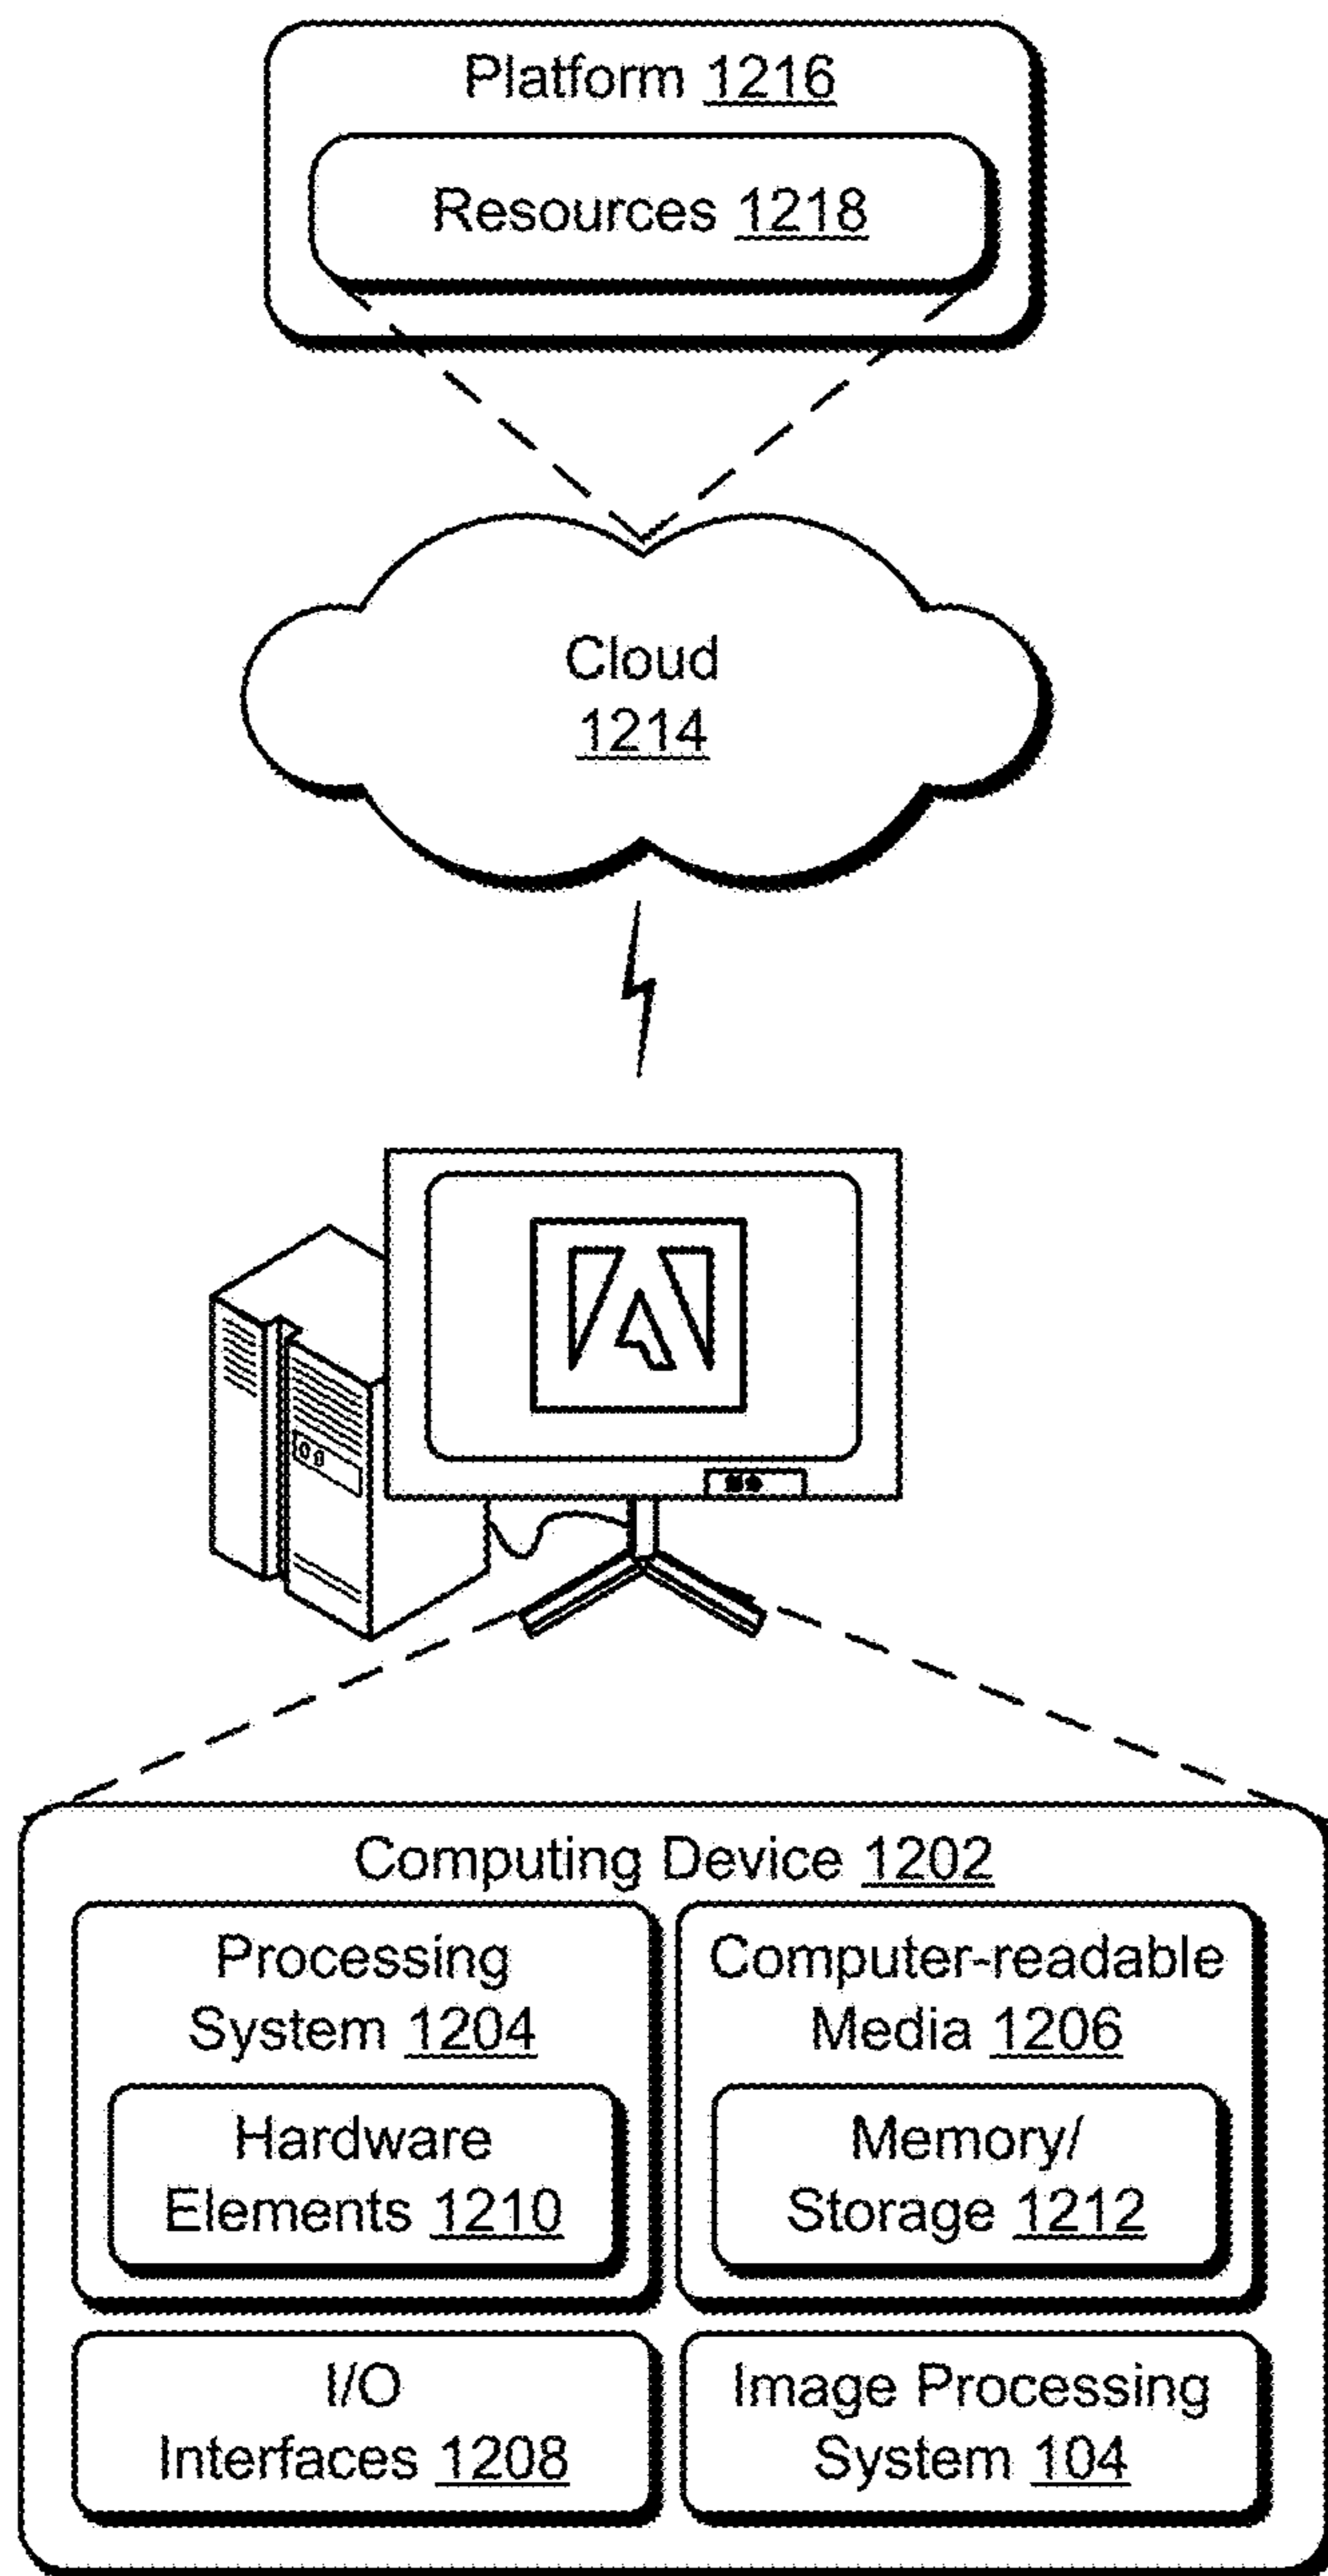 Platform 1216
Resources 1218
Cloud
1214
Computing Device 1202
Processing
System 1204
Hardware
Elements 1210
Computer-readable
Media 1206
Memory/
Storage 1212
I/O
Interfaces 1208
Image Processing
System 104